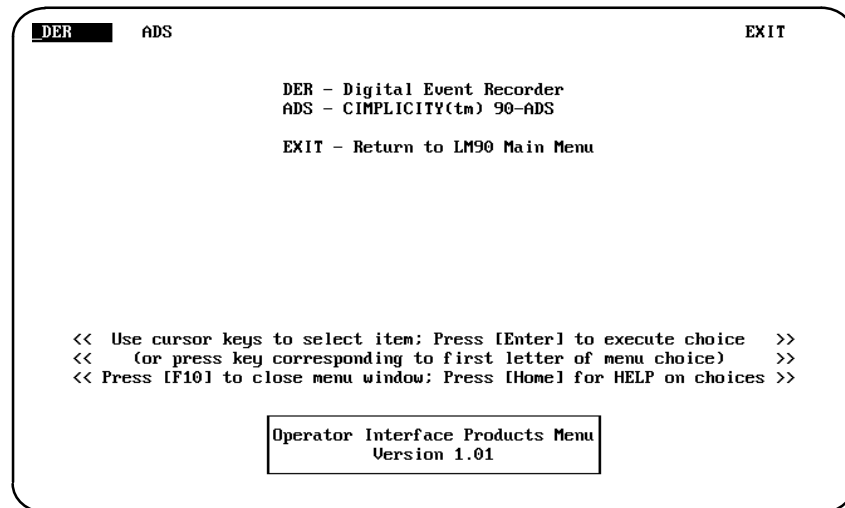 _DER ADS EXIT
DER - Digital Event Recorder
ADS - CIMPLICITY(tm) 90-ADS
EXIT - Return to LM90 Main Menu
<< Use cursor keys to select item; Press [Enter] to execute choice >>
<< (or press key corresponding to first letter of menu choice) >>
<< Press [F10] to close menu window; Press [Home] for HELP on choices >>
Operator Interface Products Menu
Version 1.01